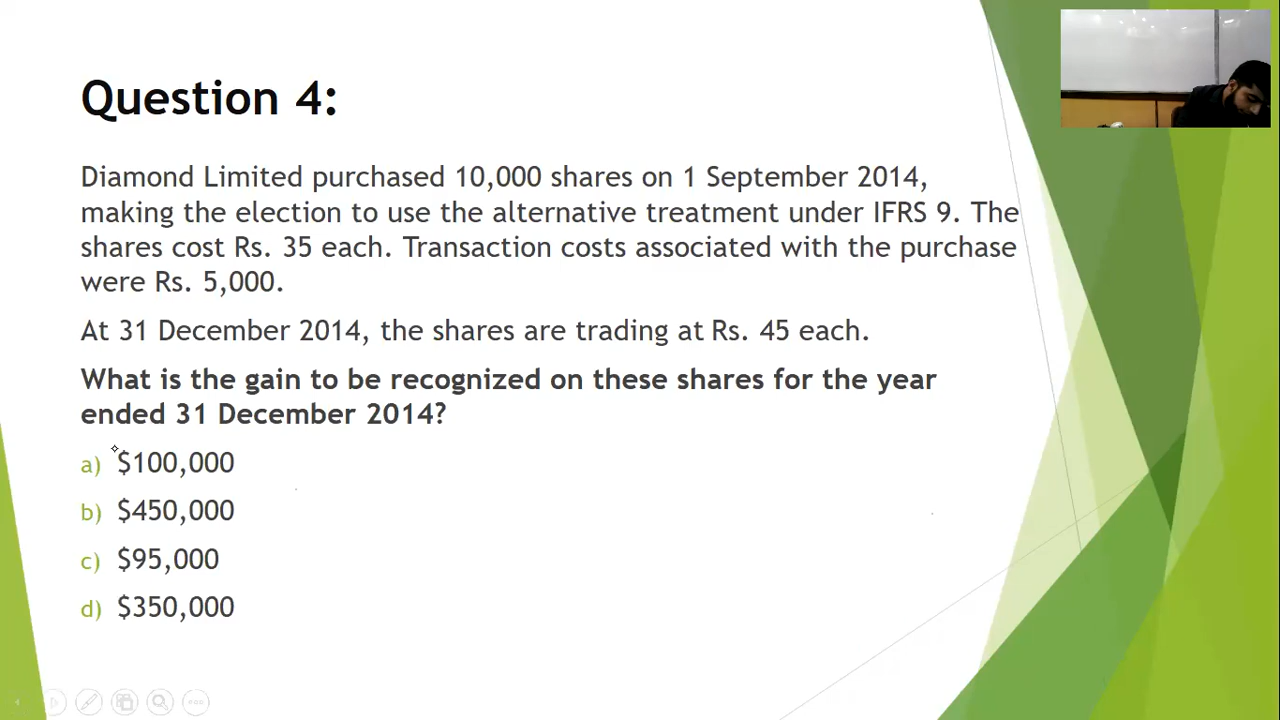 Question 4:
Diamond Limited purchased 10,000 shares on 1 September 2014,
making the election to use the alternative treatment under IFRS 9. The
shares cost Rs. 35 each. Transaction costs associated with the purchase
were Rs. 5,000.
At 31 December 2014, the shares are trading at Rs. 45 each.
What is the gain to be recognized on these shares for the year
ended 31 December 2014?
a) $100,000
b) $450,000
c) $95,000
d) $350,000